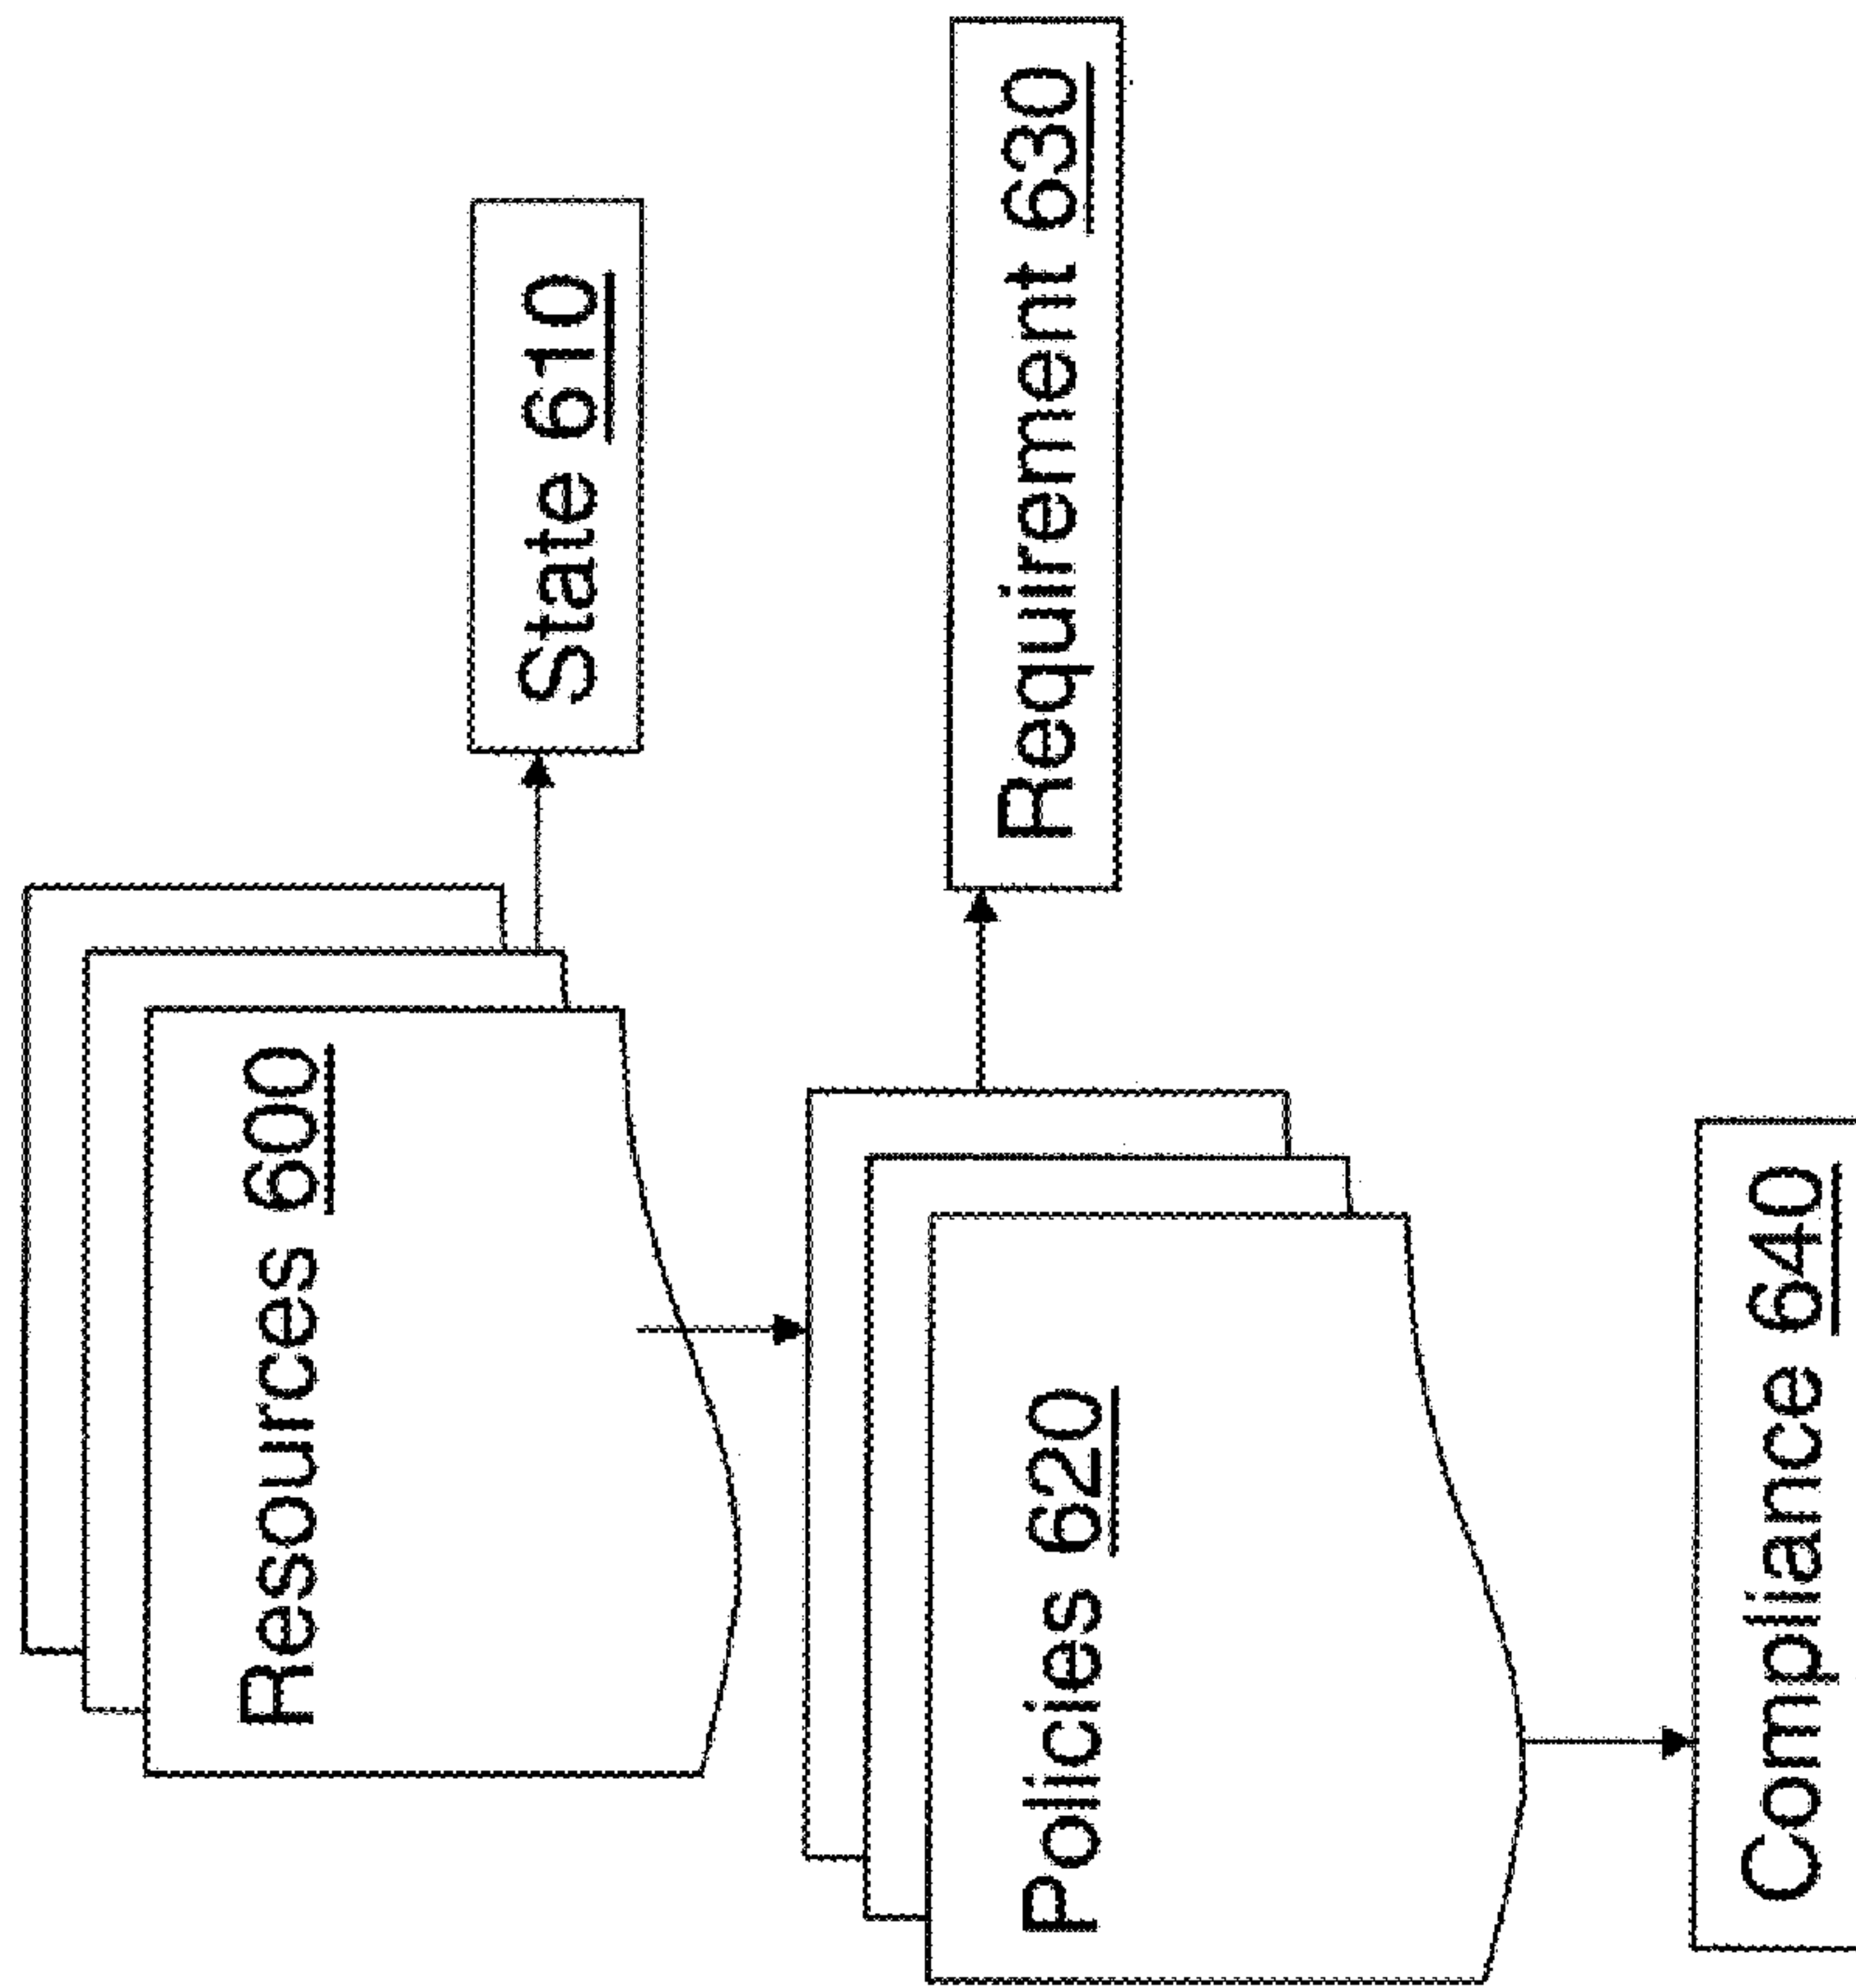 Resources 600
State 610
Policies 620
Requirement 630
Compliance 640